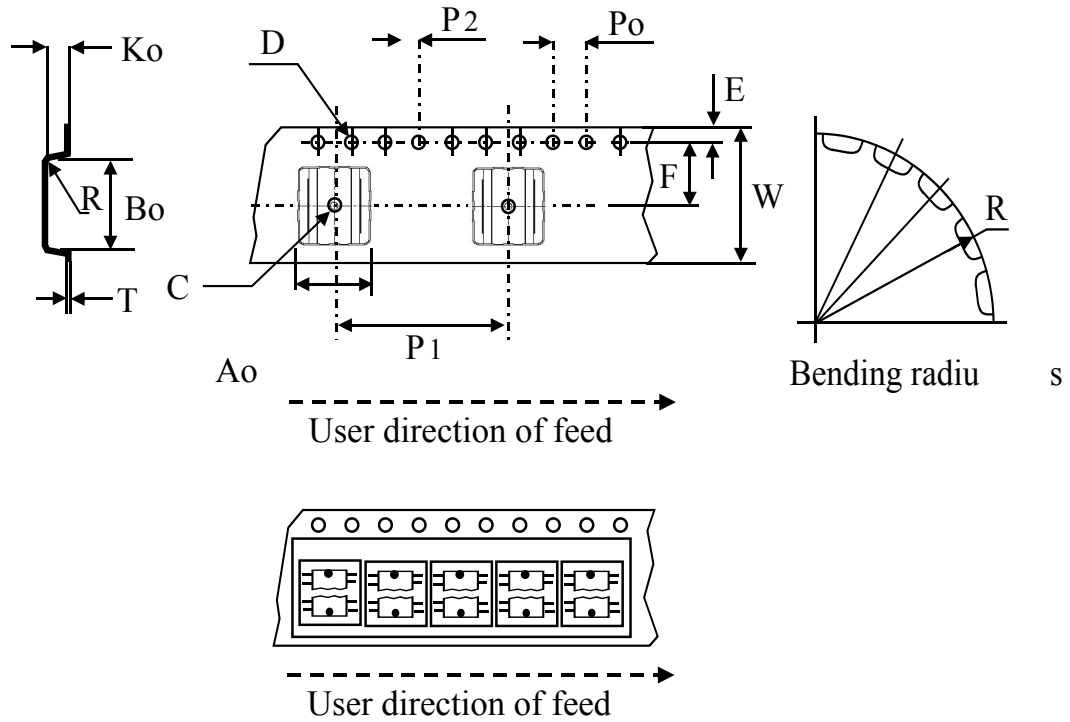 P2
Po
Ko
D
E
R
Bo
F
W
R
T
C
P1
Ao
Bending radiu s
User direction of feed
User direction of feed